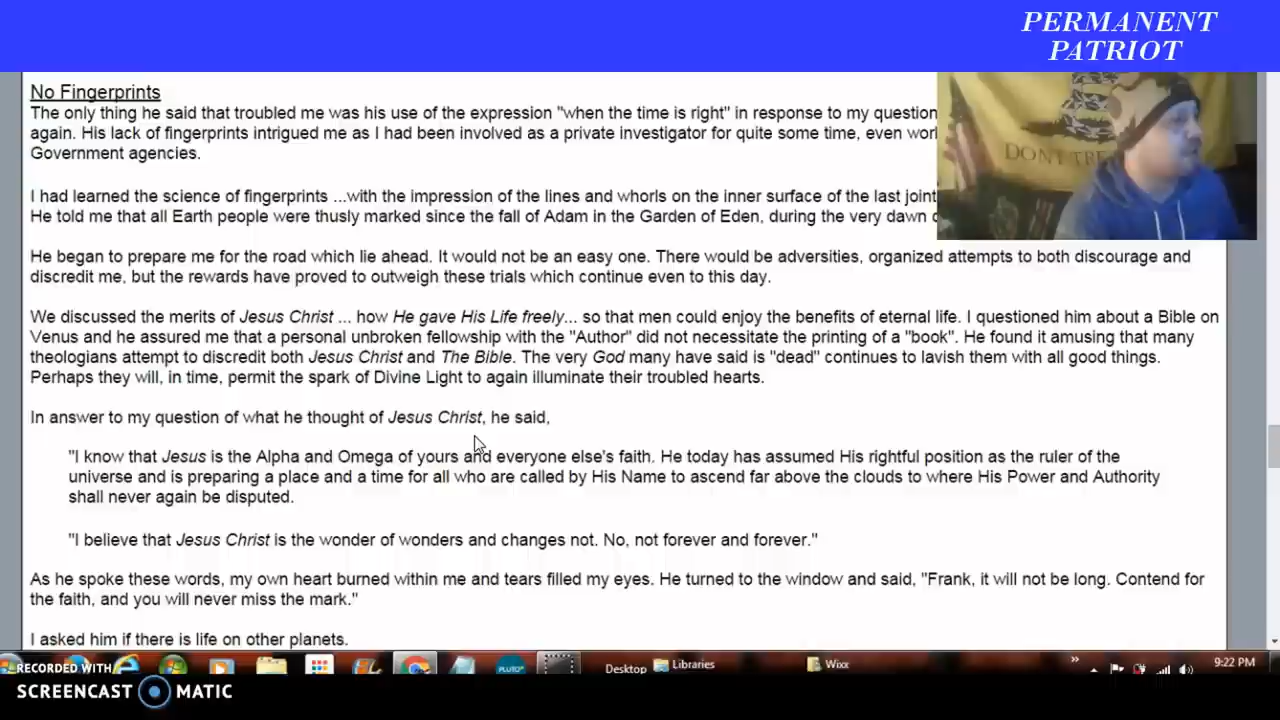 PERMANENT
PATRIOT
No Fingerprints
The only thing he said that troubled me was his use of the expression "when the time is right" in response to my question
again. His lack of fingerprints intrigued me as I had been involved as a private investigator for quite some time, even
Government agencies.
I had learned the science of fingerprints ...with the impression of the lines and whorls on the inner surface of the last joint
He told me that all Earth people were thusly marked since the fall of Adam in the Garden of Eden, during the very dawn
He began to prepare me for the road which lie ahead. It would not be an easy one. There would be adversities, organized attempts to both discourage and
discredit me, but the rewards have proved to outweigh these trials which continue even to this day.
We discussed the merits of Jesus Christ ... how He gave His Life freely... so that men could enjoy the benefits of eternal life. I questioned him about a Bible on
Venus and he assured me that a personal unbroken fellowship with the "Author" did not necessitate the printing of a "book". He found it amusing that many
theologians attempt to discredit both Jesus Christ and The Bible. The very God many have said is "dead" continues to lavish them with all good things.
Perhaps they will, in time, permit the spark of Divine Light to again illuminate their troubled hearts.
In answer to my question of what he thought of Jesus Christ, he said,
"I know that Jesus is the Alpha and Omega of yours and everyone else's faith. He today has assumed His rightful position as the ruler of the
universe and is preparing a place and a time for all who are called by His Name to ascend far above the clouds to where His Power and Authority
shall never again be disputed.
"I believe that Jesus Christ is the wonder of wonders and changes not. No, not forever and forever."
As he spoke these words, my own heart burned within me and tears filled my eyes. He turned to the window and said, "Frank, it will not be long. Contend for
the faith, and you will never miss the mark."
I asked him if there is life on other planets.
DONT TRE
Desktop
Libraries
Wixx
9:22 PM
RECORDED WITH
SCREENCAST MATIC